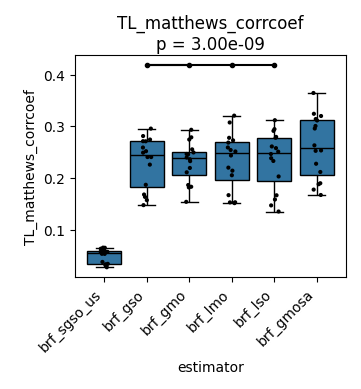 TL_matthews_corrcoef
p = 3.00e-09
TL_matthews_corrcoef
0.4
0.3
0.2
0.1
brf_sgso_us
brf_gso
brf_gmo
brf_lmo
brf_lso
brf_gmosa
estimator